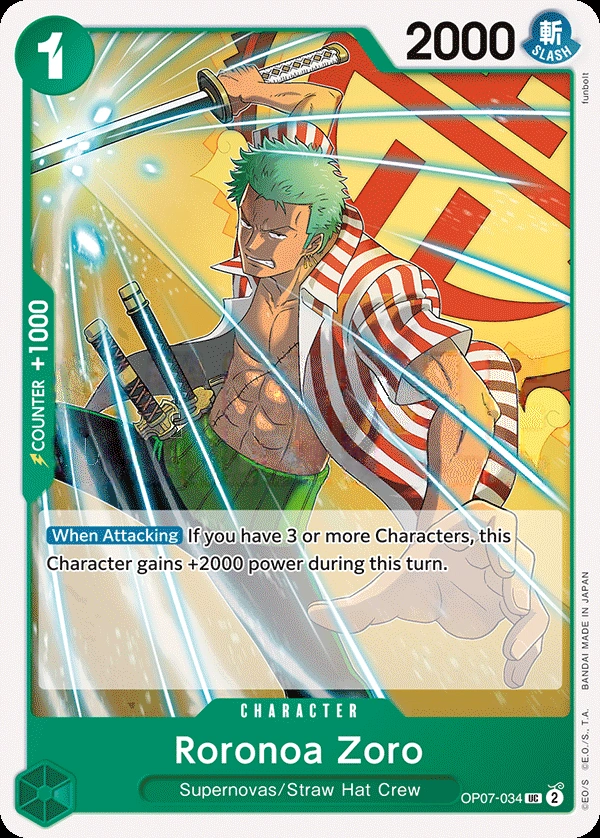 1
2000
斬
SLASH
funbolt
COUNTER +1000
When Attacking If you have 3 or more Characters, this
Character gains +2000 power during this turn.
CHARACTER
Roronoa Zoro
Supernovas/Straw Hat Crew
OP07-034 UC 2
©EO/S ©E.O./S., T.A. BANDAI MADE IN JAPAN